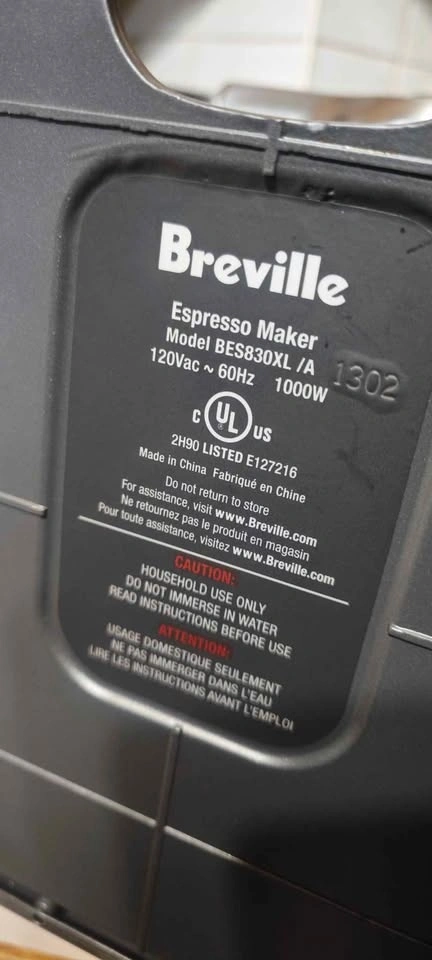 Breville
Espresso Maker
Model BES830XL /A
120Vac ~ 60Hz 1000W
1302
C UL US
2H90 LISTED E127216
Made in China Fabriqué en Chine
Do not return to store
For assistance, visit www.Breville.com
Ne retournez pas le produit en magasin
Pour toute assistance, visitez www.Breville.com
CAUTION:
HOUSEHOLD USE ONLY
DO NOT IMMERSE IN WATER
READ INSTRUCTIONS BEFORE USE
ATTENTION:
USAGE DOMESTIQUE SEULEMENT
NE PAS IMMERGER DANS L'EAU
LIRE LES INSTRUCTIONS AVANT L'EMPLOI